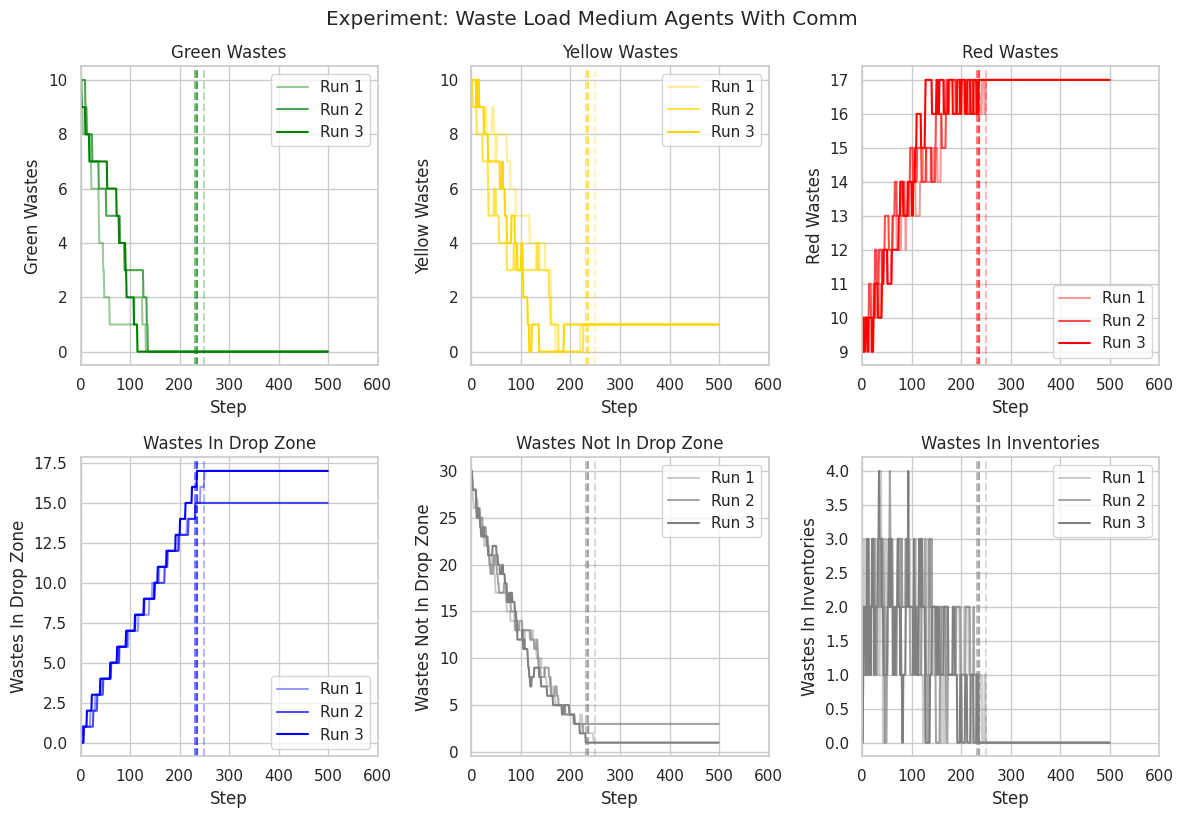 Experiment: Waste Load Medium Agents With Comm
Green Wastes
Green Wastes
10
8
6
4
2
0
0 100 200 300 400 500 600
Step
Run 1
Run 2
Run 3
Yellow Wastes
Yellow Wastes
10
8
6
4
2
0
0 100 200 300 400 500 600
Step
Run 1
Run 2
Run 3
Red Wastes
Red Wastes
17
16
15
14
13
12
11
10
9
0 100 200 300 400 500 600
Step
Run 1
Run 2
Run 3
Wastes In Drop Zone
Wastes In Drop Zone
17.5
15.0
12.5
10.0
7.5
5.0
2.5
0.0
0 100 200 300 400 500 600
Step
Run 1
Run 2
Run 3
Wastes Not In Drop Zone
Wastes Not In Drop Zone
30
25
20
15
10
5
0
0 100 200 300 400 500 600
Step
Run 1
Run 2
Run 3
Wastes In Inventories
Wastes In Inventories
4.0
3.5
3.0
2.5
2.0
1.5
1.0
0.5
0.0
0 100 200 300 400 500 600
Step
Run 1
Run 2
Run 3